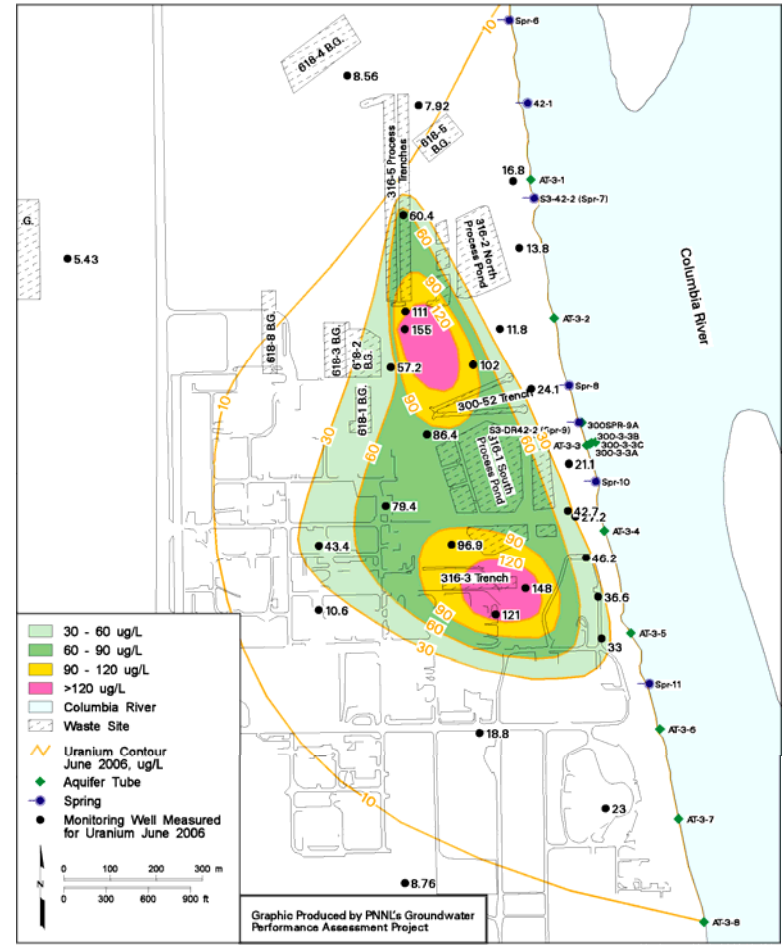 10
Spr-6
618-4 B.G.
8.56
7.92
42-1
618-5
B.G.
316-5 Process
Trenches
16.8
AT-3-1
S3-42-2 (Spr-7)
60.4
60
316-2 North
Process Pond
.G.
5.43
13.8
Columbia River
90
120
111
155
AT-3-2
11.8
618-8 B.G.
618-3 B.G.
618-2
B.G.
57.2
102
Spr-8
24.1
10
90
300-52 Trench
618-1 B.G.
30
60
86.4
S3-DR42-2 (Spr-9)
30
300SPR-9A
300-3-3B
AT-3-3
300-3-3C
300-3-3A
60
316-1 South
Process Pond
21.1
Spr-10
79.4
42.7
27.2
AT-3-4
43.4
96.9
90
120
46.2
316-3 Trench
148
36.6
10.6
121
90
60
30
33
AT-3-5
30 - 60 ug/L
60 - 90 ug/L
90 - 120 ug/L
>120 ug/L
Columbia River
Waste Site
Uranium Contour
June 2006, ug/L
Aquifer Tube
Spring
Monitoring Well Measured
for Uranium June 2006
Spr-11
18.8
AT-3-6
10
23
AT-3-7
N
0 100 200 300 m
0 300 600 900 ft
8.76
AT-3-8
Graphic Produced by PNNL's Groundwater
Performance Assessment Project